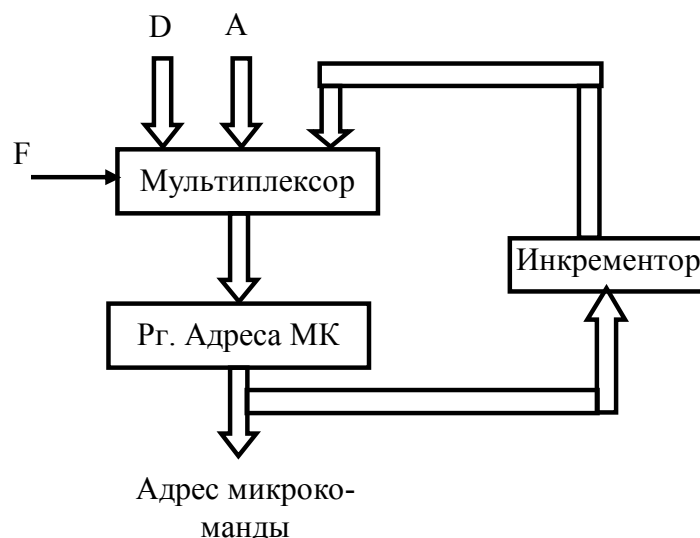 D
A
F
Мультиплексор
Инкрементор
Рг. Адреса МК
Адрес микроко-
манды